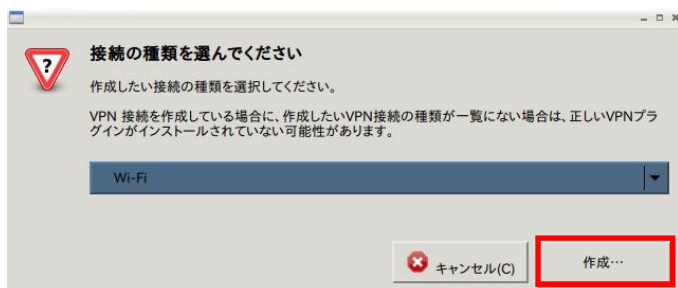 接続の種類を選んでください
作成したい接続の種類を選択してください。
VPN 接続を作成している場合に、作成したいVPN接続の種類が一覧にない場合は、正しいVPNプラ
グインがインストールされていない可能性があります。
Wi-Fi
キャンセル(C)
作成…